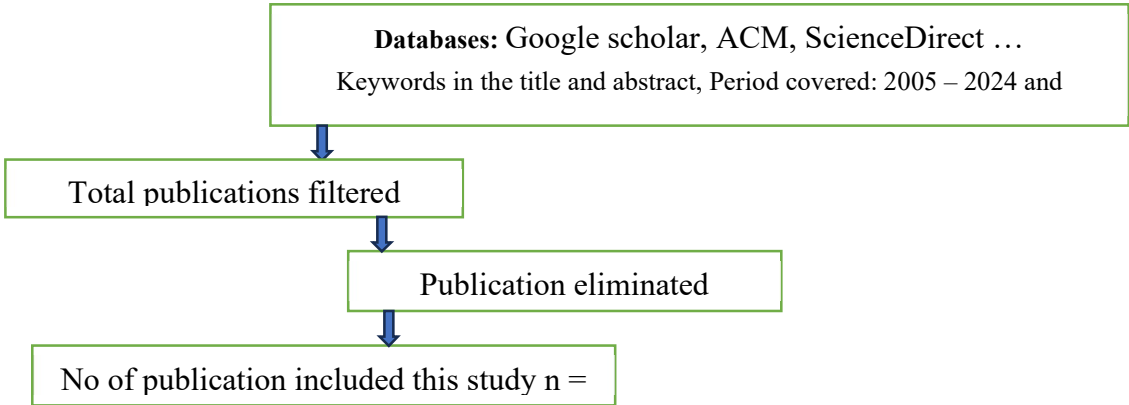 Databases: Google scholar, ACM, ScienceDirect …
Keywords in the title and abstract, Period covered: 2005 – 2024 and
Total publications filtered
Publication eliminated
No of publication included this study n =